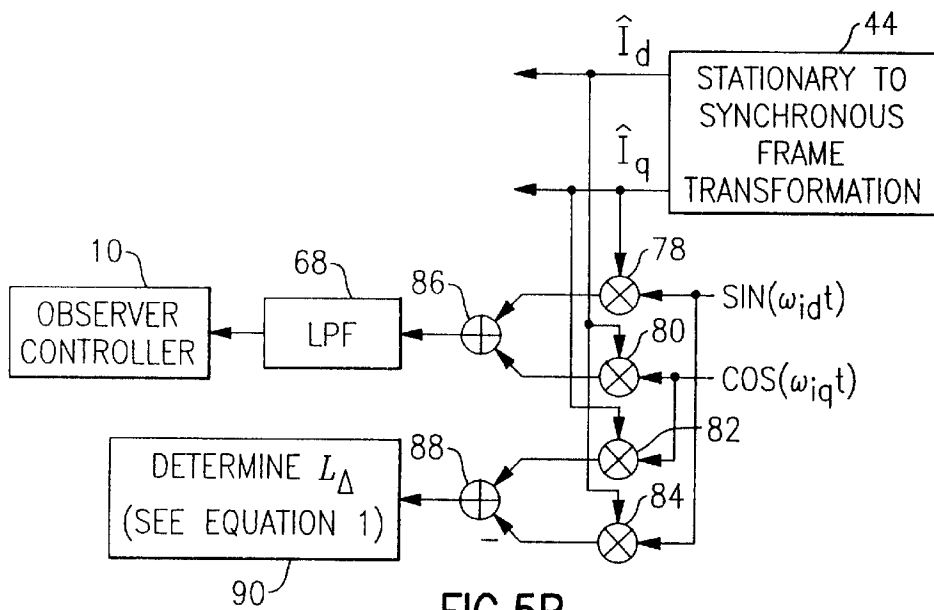 44
Î_d
STATIONARY TO
SYNCHRONOUS
FRAME
TRANSFORMATION
Î_q
10
68
86
78
OBSERVER
CONTROLLER
LPF
SIN(ω_id t)
80
COS(ω_iq t)
82
88
DETERMINE L_Δ
(SEE EQUATION 1)
84
−
90
FIG.5B